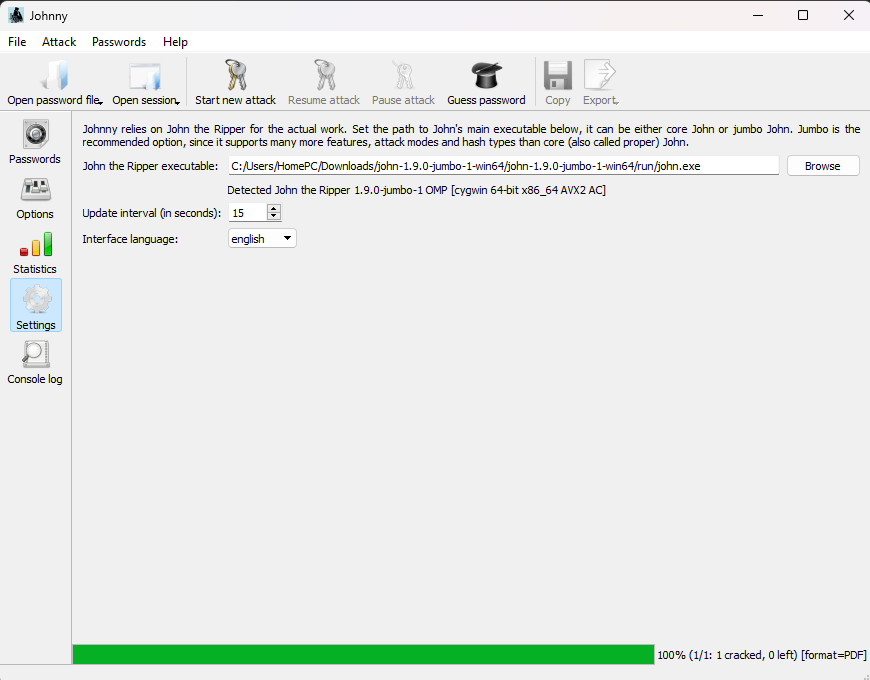 Johnny
File Attack Passwords Help
Open password file Open session Start new attack Resume attack Pause attack Guess password Copy Export
Passwords
Options
Statistics
Settings
Console log
Johnny relies on John the Ripper for the actual work. Set the path to John's main executable below, it can be either core John or jumbo John. Jumbo is the
recommended option, since it supports many more features, attack modes and hash types than core (also called proper) John.
John the Ripper executable: C:/Users/HomePC/Downloads/john-1.9.0-jumbo-1-win64/john-1.9.0-jumbo-1-win64/run/john.exe Browse
Detected John the Ripper 1.9.0-jumbo-1 OMP [cygwin 64-bit x86_64 AVX2 AC]
Update interval (in seconds): 15
Interface language: english
100% (1/1: 1 cracked, 0 left) [format=PDF]